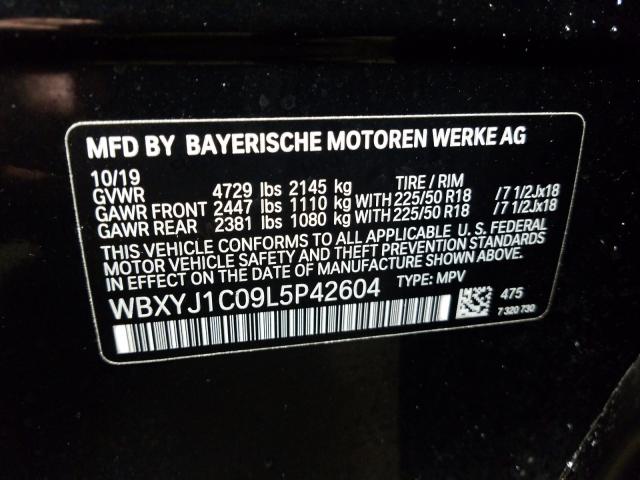 MFD BY BAYERISCHE MOTOREN WERKE AG
10/19 TIRE / RIM
GVWR 4729 lbs 2145 kg
GAWR FRONT 2447 lbs 1110 kg WITH 225/50 R18 /7 1/2Jx18
GAWR REAR 2381 lbs 1080 kg WITH 225/50 R18 /7 1/2Jx18
THIS VEHICLE CONFORMS TO ALL APPLICABLE U. S. FEDERAL
MOTOR VEHICLE SAFETY AND THEFT PREVENTION STANDARDS
IN EFFECT ON THE DATE OF MANUFACTURE SHOWN ABOVE.
WBXYJ1C09L5P42604 TYPE: MPV
475
7 320 730